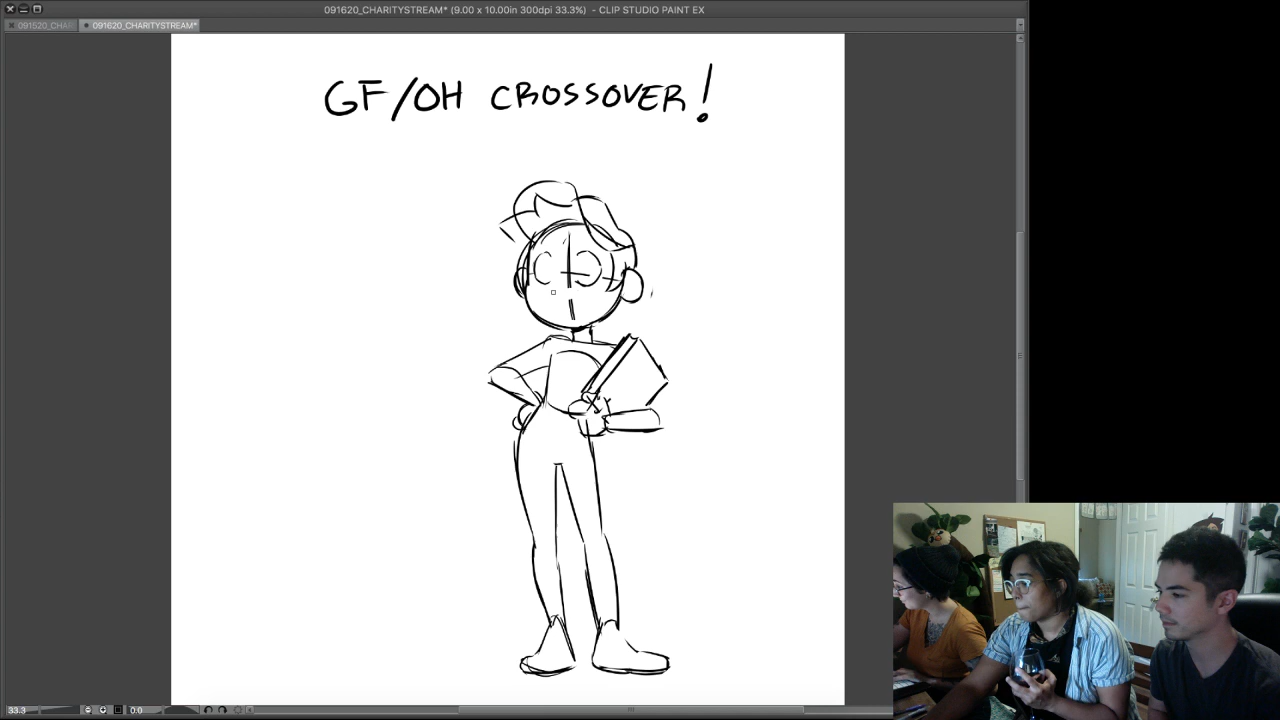 091620_CHARITYSTREAM* (9.00 x 10.00in 300dpi 33.3%) - CLIP STUDIO PAINT EX
091520_CHARI 091620_CHARITYSTREAM*
GF/OH CROSSOVER!
33.3 0.0